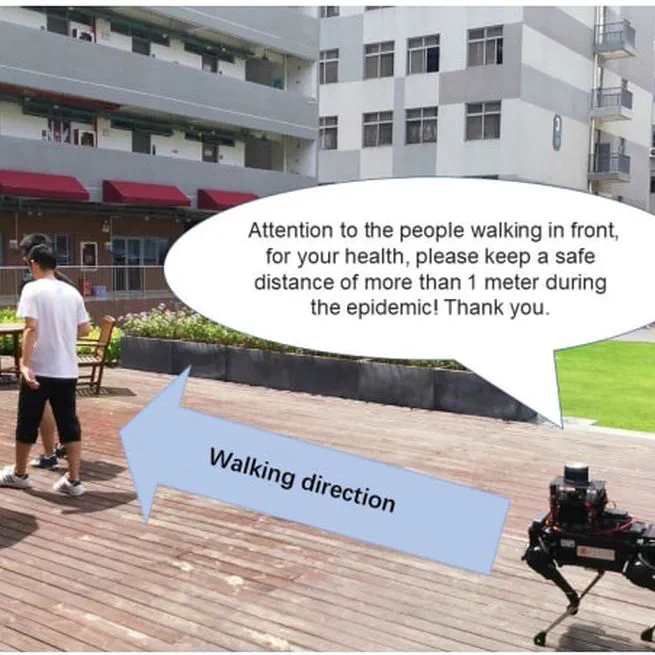 Attention to the people walking in front,
for your health, please keep a safe
distance of more than 1 meter during
the epidemic! Thank you.
Walking direction